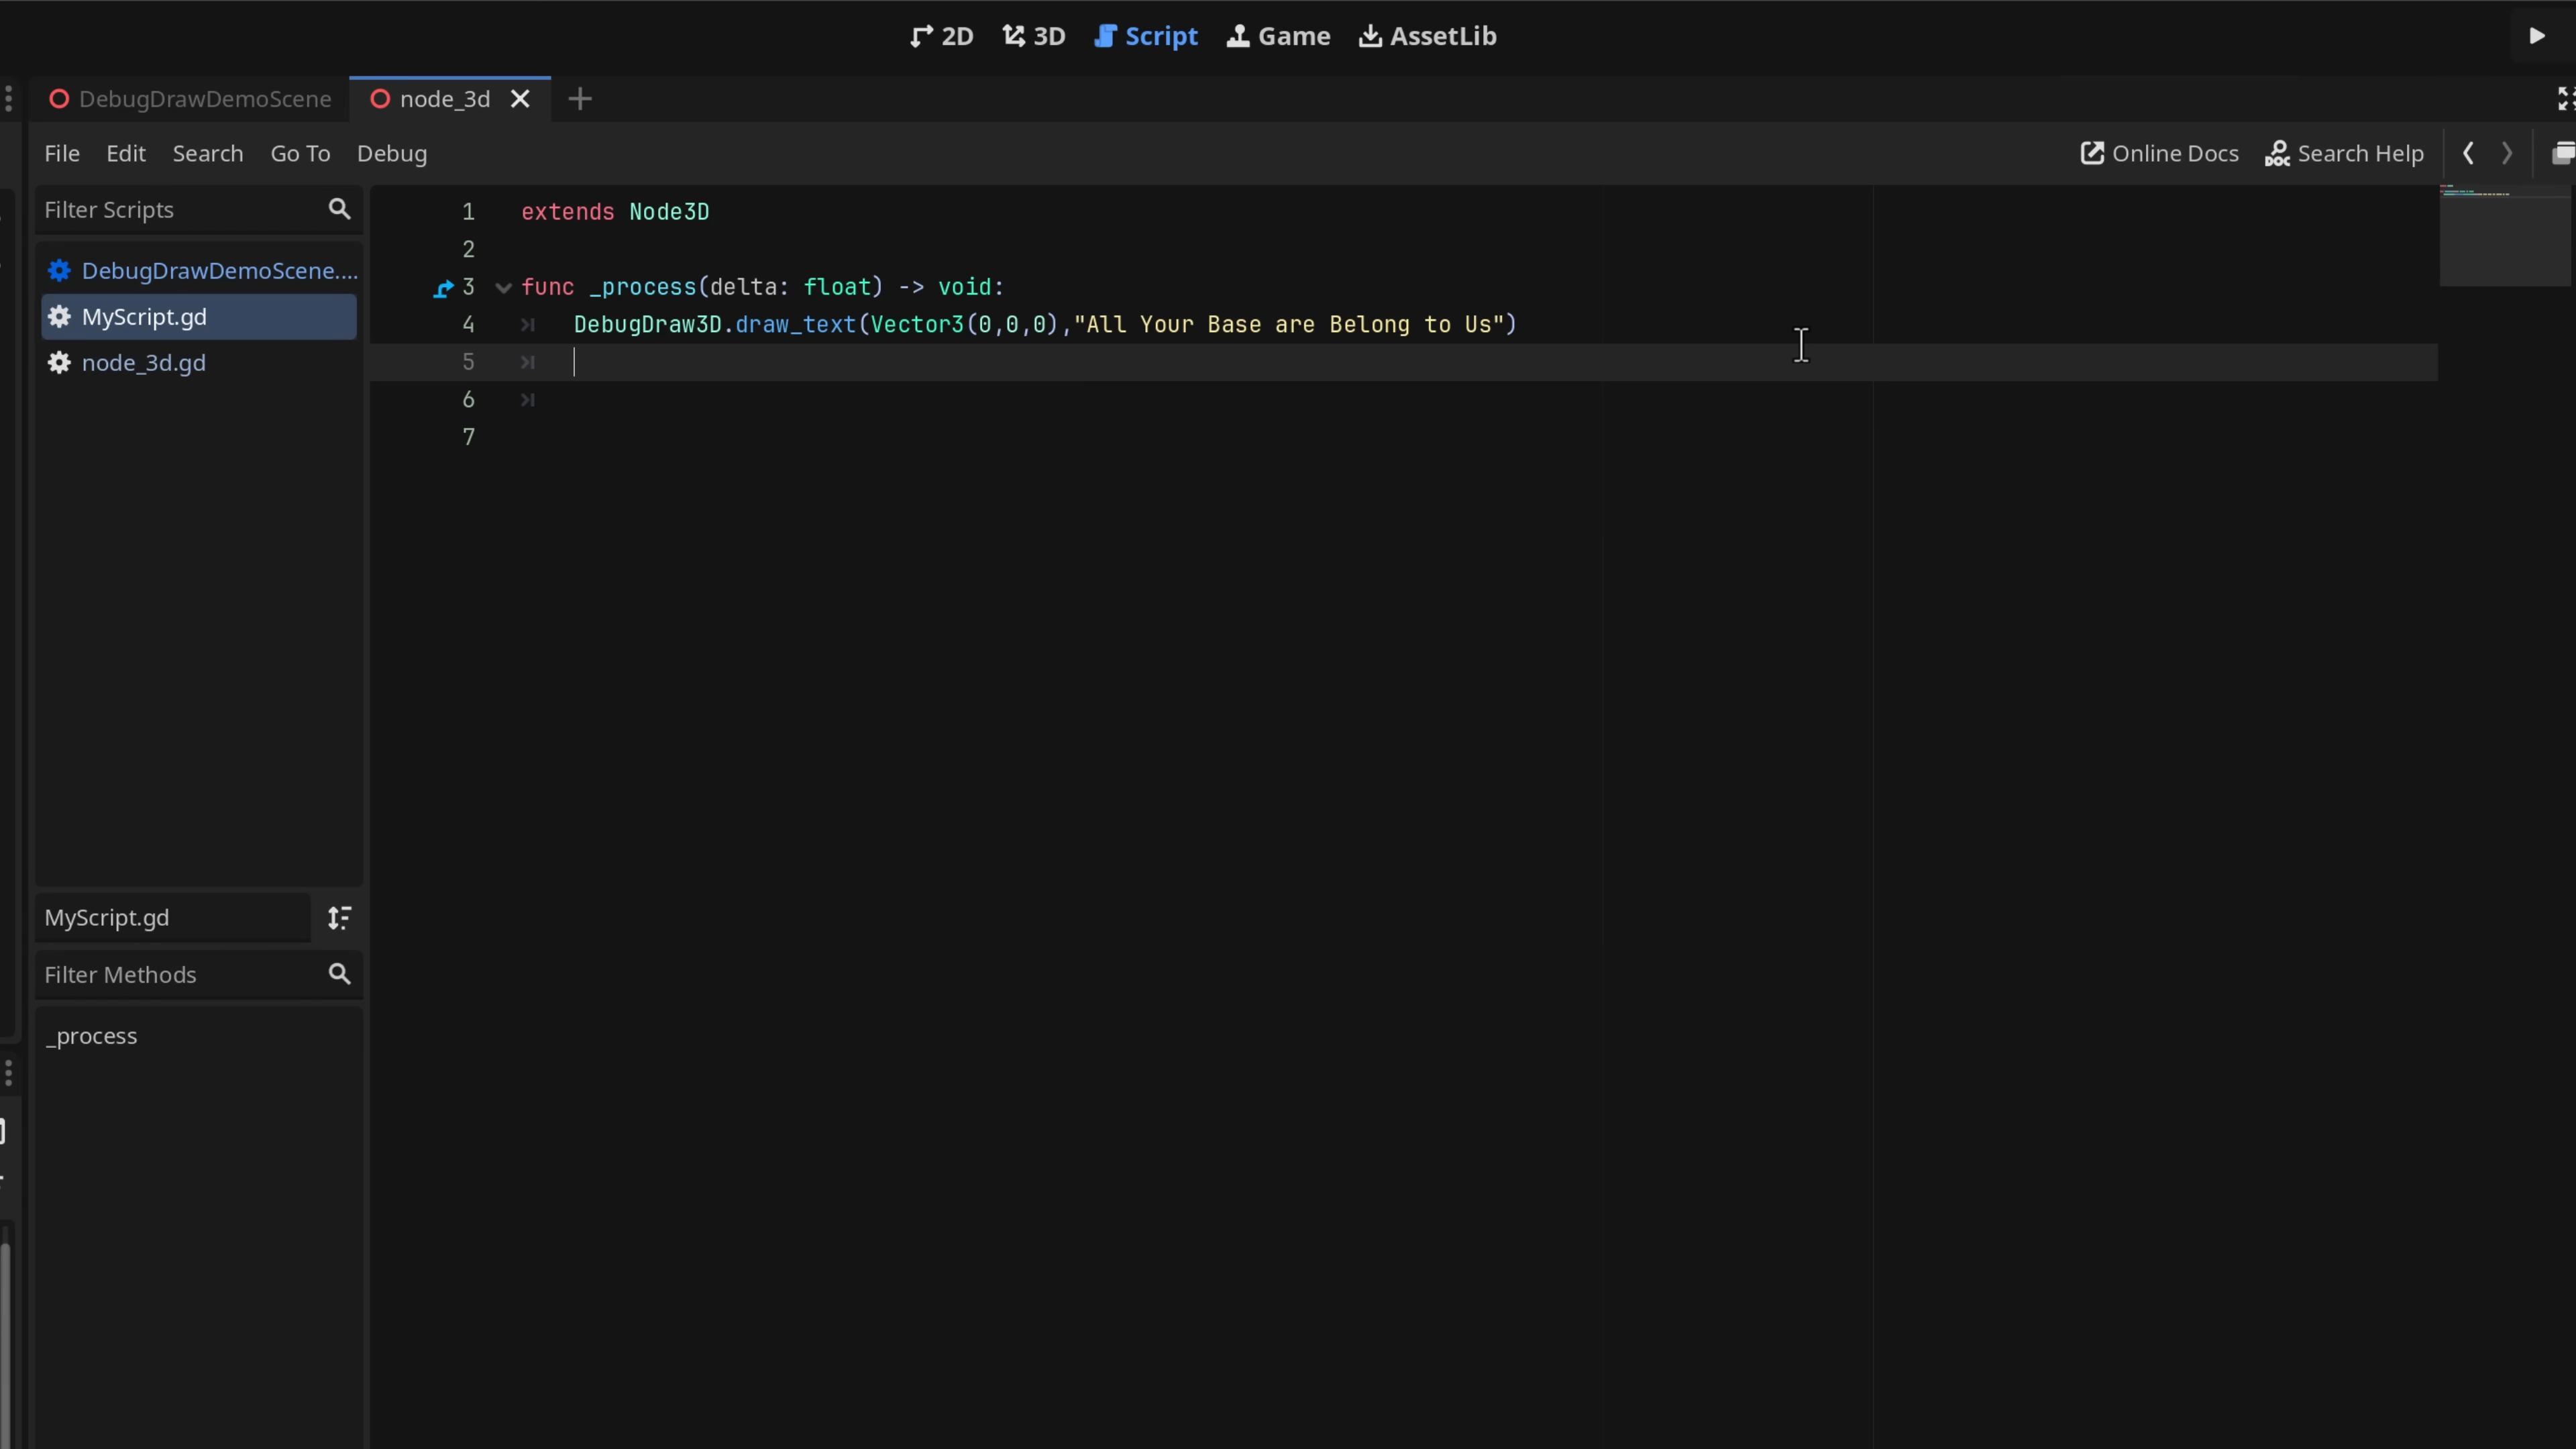 2D 3D Script Game AssetLib
DebugDrawDemoScene node_3d
File Edit Search Go To Debug Online Docs Search Help
Filter Scripts
DebugDrawDemoScene....
MyScript.gd
node_3d.gd
1 extends Node3D
2
3 func _process(delta: float) -> void:
4 DebugDraw3D.draw_text(Vector3(0,0,0),"All Your Base are Belong to Us")
5
6
7
MyScript.gd
Filter Methods
_process